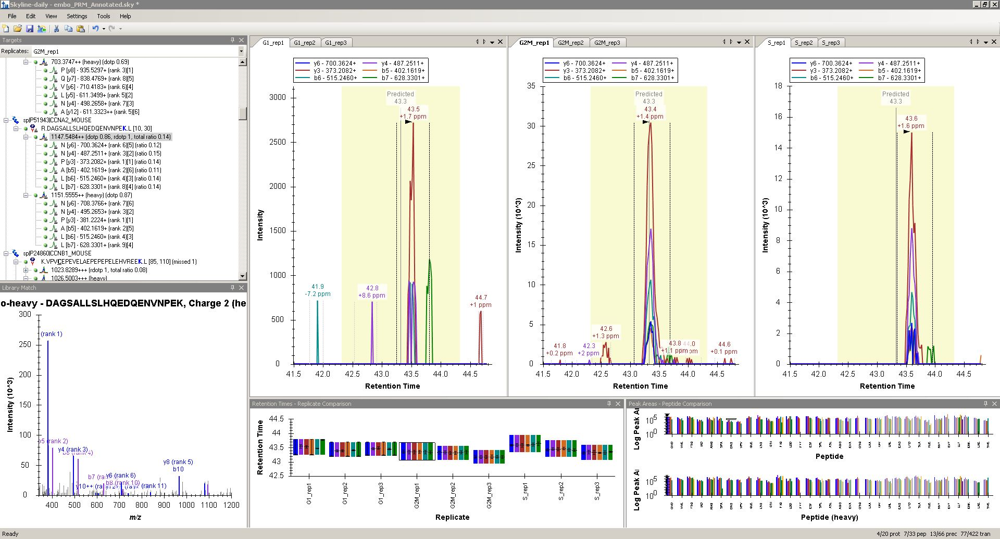 Skyline-daily - embo_PRM_Annotated.sky *
File Edit View Settings Tools Help
Targets
Replicates: G2M_rep1
703.3747++ (heavy) (dotp 0.69)
P [y8] - 935.5297+ (rank 3)[1]
Q [y7] - 838.4769+ (rank 8)[5]
V [y6] - 710.4183+ (rank 6)[4]
L [y5] - 611.3499+ (rank 5)[2]
N [y4] - 498.2658+ (rank 7)[3]
A [y12] - 611.3323++ (rank 5)[6]
sp|P51943|CCNA2_MOUSE
R.DAGSALLSLHQEDQENVNPEK.L [10, 30]
1147.5484++ (dotp 0.86, rdotp 1, total ratio 0.14)
N [y6] - 700.3624+ (rank 6)[5] (ratio 0.12)
N [y4] - 487.2511+ (rank 3)[2] (ratio 0.15)
P [y3] - 373.2082+ (rank 1)[1] (ratio 0.14)
A [b5] - 402.1619+ (rank 2)[6] (ratio 0.11)
L [b6] - 515.2460+ (rank 4)[3] (ratio 0.14)
L [b7] - 628.3301+ (rank 8)[4] (ratio 0.14)
1151.5555++ (heavy) (dotp 0.87)
N [y6] - 708.3766+ (rank 7)[6]
N [y4] - 495.2653+ (rank 3)[2]
P [y3] - 381.2224+ (rank 1)[1]
A [b5] - 402.1619+ (rank 2)[5]
L [b6] - 515.2460+ (rank 4)[3]
L [b7] - 628.3301+ (rank 9)[4]
sp|P24860|CCNB1_MOUSE
K.VPVCEPEVELAEPEPEPELEHVREEK.L [85, 110] (missed 1)
1023.8289+++ (rdotp 1, total ratio 0.08)
1026.5003+++ (heavy)
Library Match
o-heavy - DAGSALLSLHQEDQENVNPEK, Charge 2 (he
300
250
200
150
100
50
0
Intensity (10^3)
(rank 1)
b5 (rank 2)
y4 (rank 3)
b6 (rank 4)
b7 (ran
y6 (rank 6)
b8 (rank 10)
y10++ (ra
(rank 11)
y8 (rank 5)
b10
400 500 600 700 800 900 1000 1100 1200
m/z
G1_rep1 G1_rep2 G1_rep3
y6 - 700.3624+ y4 - 487.2511+
y3 - 373.2082+ b5 - 402.1619+
b6 - 515.2460+ b7 - 628.3301+
3000
2500
2000
1500
1000
500
0
Intensity
Predicted
43.3
43.5
+1.7 ppm
41.9
-7.2 ppm
42.8
+8.6 ppm
44.7
+1 ppm
41.5 42.0 42.5 43.0 43.5 44.0 44.5
Retention Time
G2M_rep1 G2M_rep2 G2M_rep3
y6 - 700.3624+ y4 - 487.2511+
y3 - 373.2082+ b5 - 402.1619+
b6 - 515.2460+ b7 - 628.3301+
35
30
25
20
15
10
5
0
Intensity (10^3)
Predicted
43.3
43.4
+1.4 ppm
41.8
+0.2 ppm
42.3
+2 ppm
42.6
+1.3 ppm
43.8
+1.1 ppm
44.0
44.6
+0.1 ppm
41.5 42.0 42.5 43.0 43.5 44.0 44.5
Retention Time
S_rep1 S_rep2 S_rep3
y6 - 700.3624+ y4 - 487.2511+
y3 - 373.2082+ b5 - 402.1619+
b6 - 515.2460+ b7 - 628.3301+
18
16
14
12
10
8
6
4
2
0
Intensity (10^3)
Predicted
43.3
43.6
+1.6 ppm
41.5 42.0 42.5 43.0 43.5 44.0 44.5
Retention Time
Retention Times - Replicate Comparison
44.5
44
43.5
43
42.5
Retention Time
G1_rep1 G1_rep2 G1_rep3 G2M_rep1 G2M_rep2 G2M_rep3 S_rep1 S_rep2 S_rep3
Replicate
Peak Areas - Peptide Comparison
Log Peak A
10^5
10^0
Peptide
Log Peak A
10^5
10^0
Peptide (heavy)
Ready
4/20 prot 7/33 pep 13/66 prec 77/422 tran